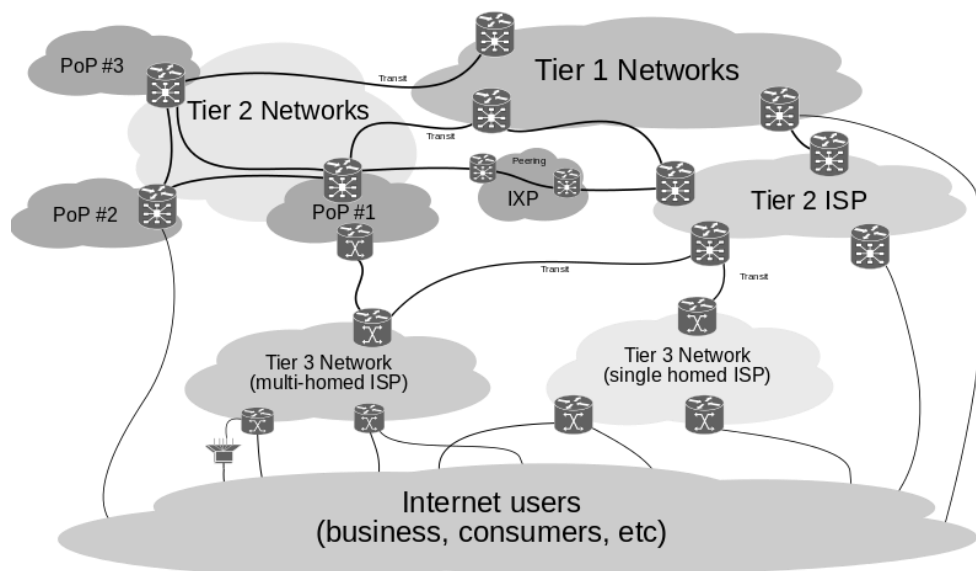 PoP #3
Tier 1 Networks
Transit
Tier 2 Networks
Transit
Peering
IXP
Tier 2 ISP
PoP #2
PoP #1
Transit
Transit
Tier 3 Network
(multi-homed ISP)
Tier 3 Network
(single homed ISP)
Internet users
(business, consumers, etc)